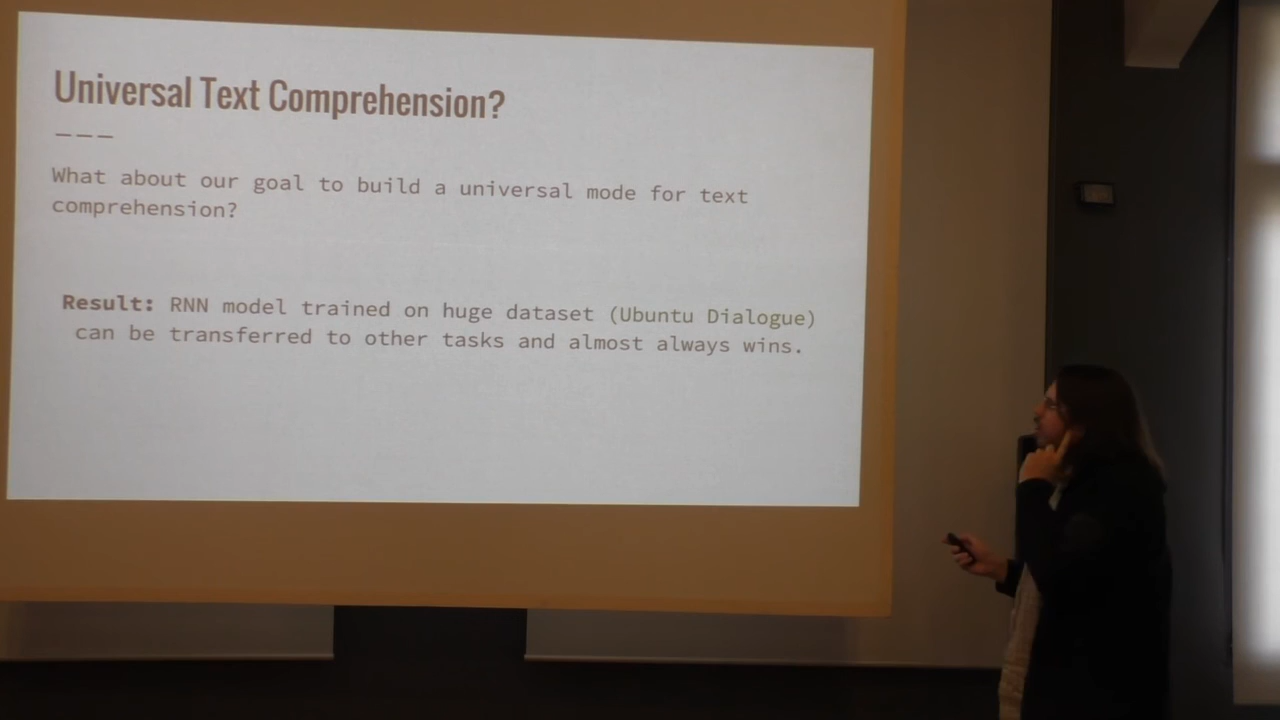 Universal Text Comprehension?
---
What about our goal to build a universal mode for text
comprehension?
Result: RNN model trained on huge dataset (Ubuntu Dialogue)
can be transferred to other tasks and almost always wins.